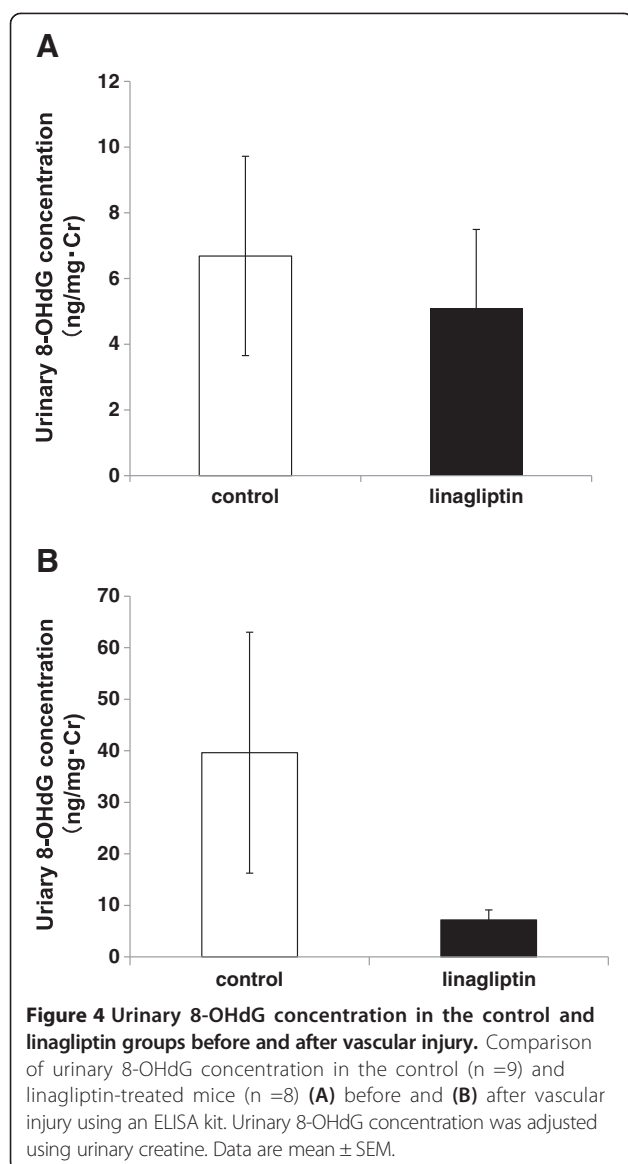 A
Urinary 8-OHdG concentration
(ng/mg·Cr)
12
10
8
6
4
2
0
control
linagliptin
B
Uriary 8-OHdG concentration
(ng/mg·Cr)
70
60
50
40
30
20
10
0
control
linagliptin
Figure 4 Urinary 8-OHdG concentration in the control and
linagliptin groups before and after vascular injury. Comparison
of urinary 8-OHdG concentration in the control (n =9) and
linagliptin-treated mice (n =8) (A) before and (B) after vascular
injury using an ELISA kit. Urinary 8-OHdG concentration was adjusted
using urinary creatine. Data are mean ± SEM.